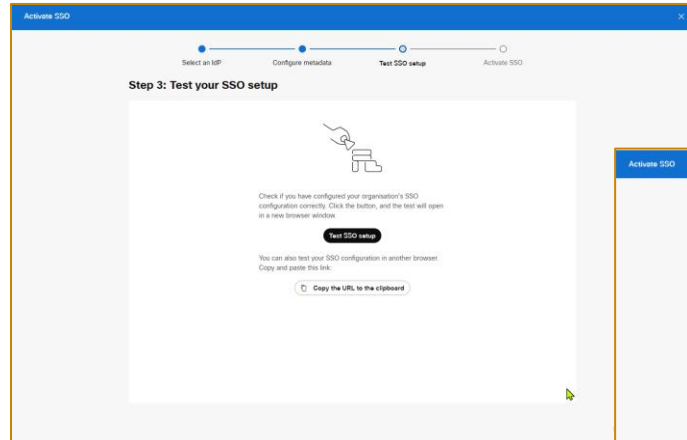 Activate SSO
Select an IdP Configure metadata Test SSO setup Activate SSO
Step 3: Test your SSO setup
Check if you have configured your organisation's SSO
configuration correctly. Click the button, and the test will open
in a new browser window.
Test SSO setup
You can also test your SSO configuration in another browser.
Copy and paste this link:
Copy the URL to the clipboard
Activate SSO